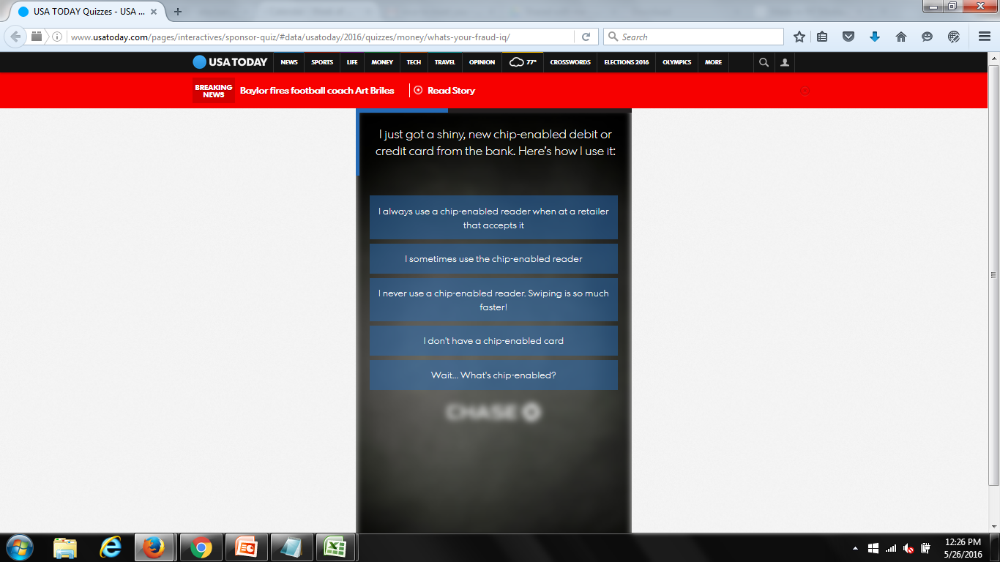 USA TODAY Quizzes - USA ...
www.usatoday.com/pages/interactives/sponsor-quiz/#data/usatoday/2016/quizzes/money/whats-your-fraud-iq/
Search
USA TODAY NEWS SPORTS LIFE MONEY TECH TRAVEL OPINION 77° CROSSWORDS ELECTIONS 2016 OLYMPICS MORE
BREAKING
NEWS
Baylor fires football coach Art Briles Read Story
I just got a shiny, new chip-enabled debit or
credit card from the bank. Here's how I use it:
I always use a chip-enabled reader when at a retailer
that accepts it
I sometimes use the chip-enabled reader
I never use a chip-enabled reader. Swiping is so much
faster!
I don't have a chip-enabled card
Wait... What's chip-enabled?
CHASE
12:26 PM
5/26/2016